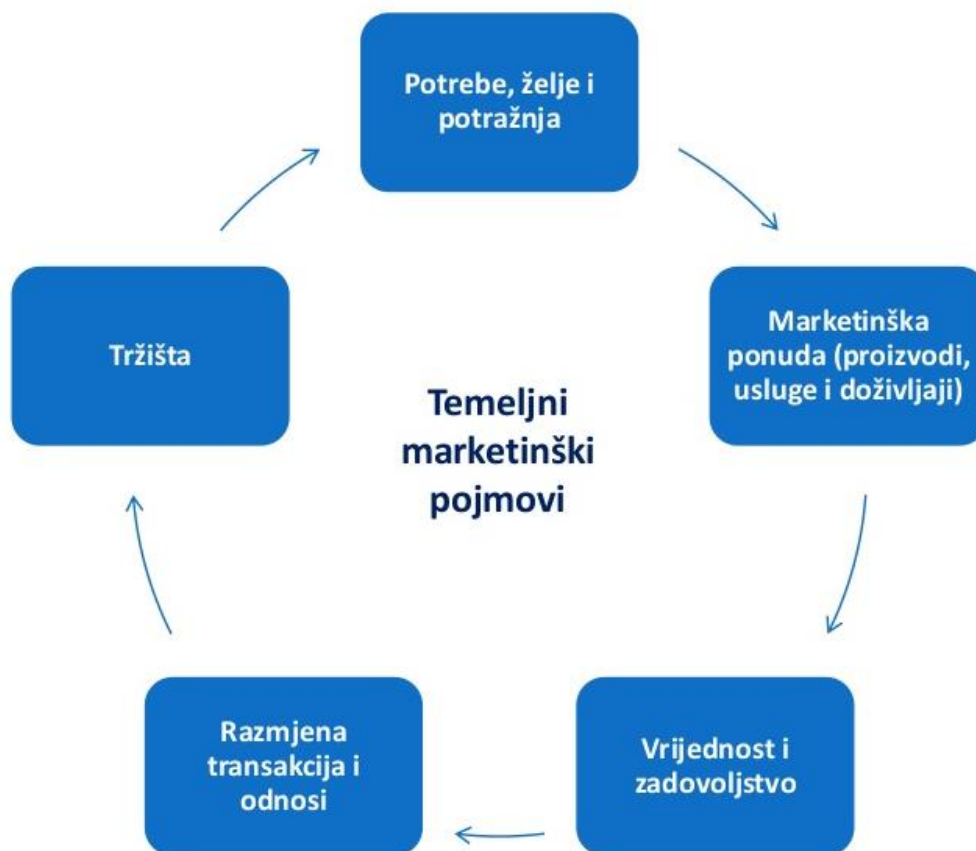 Potrebe, želje i
potražnja
Marketinška
ponuda (proizvodi,
usluge i doživljaji)
Vrijednost i
zadovoljstvo
Razmjena
transakcija i
odnosi
Tržišta
Temeljni
marketinški
pojmovi